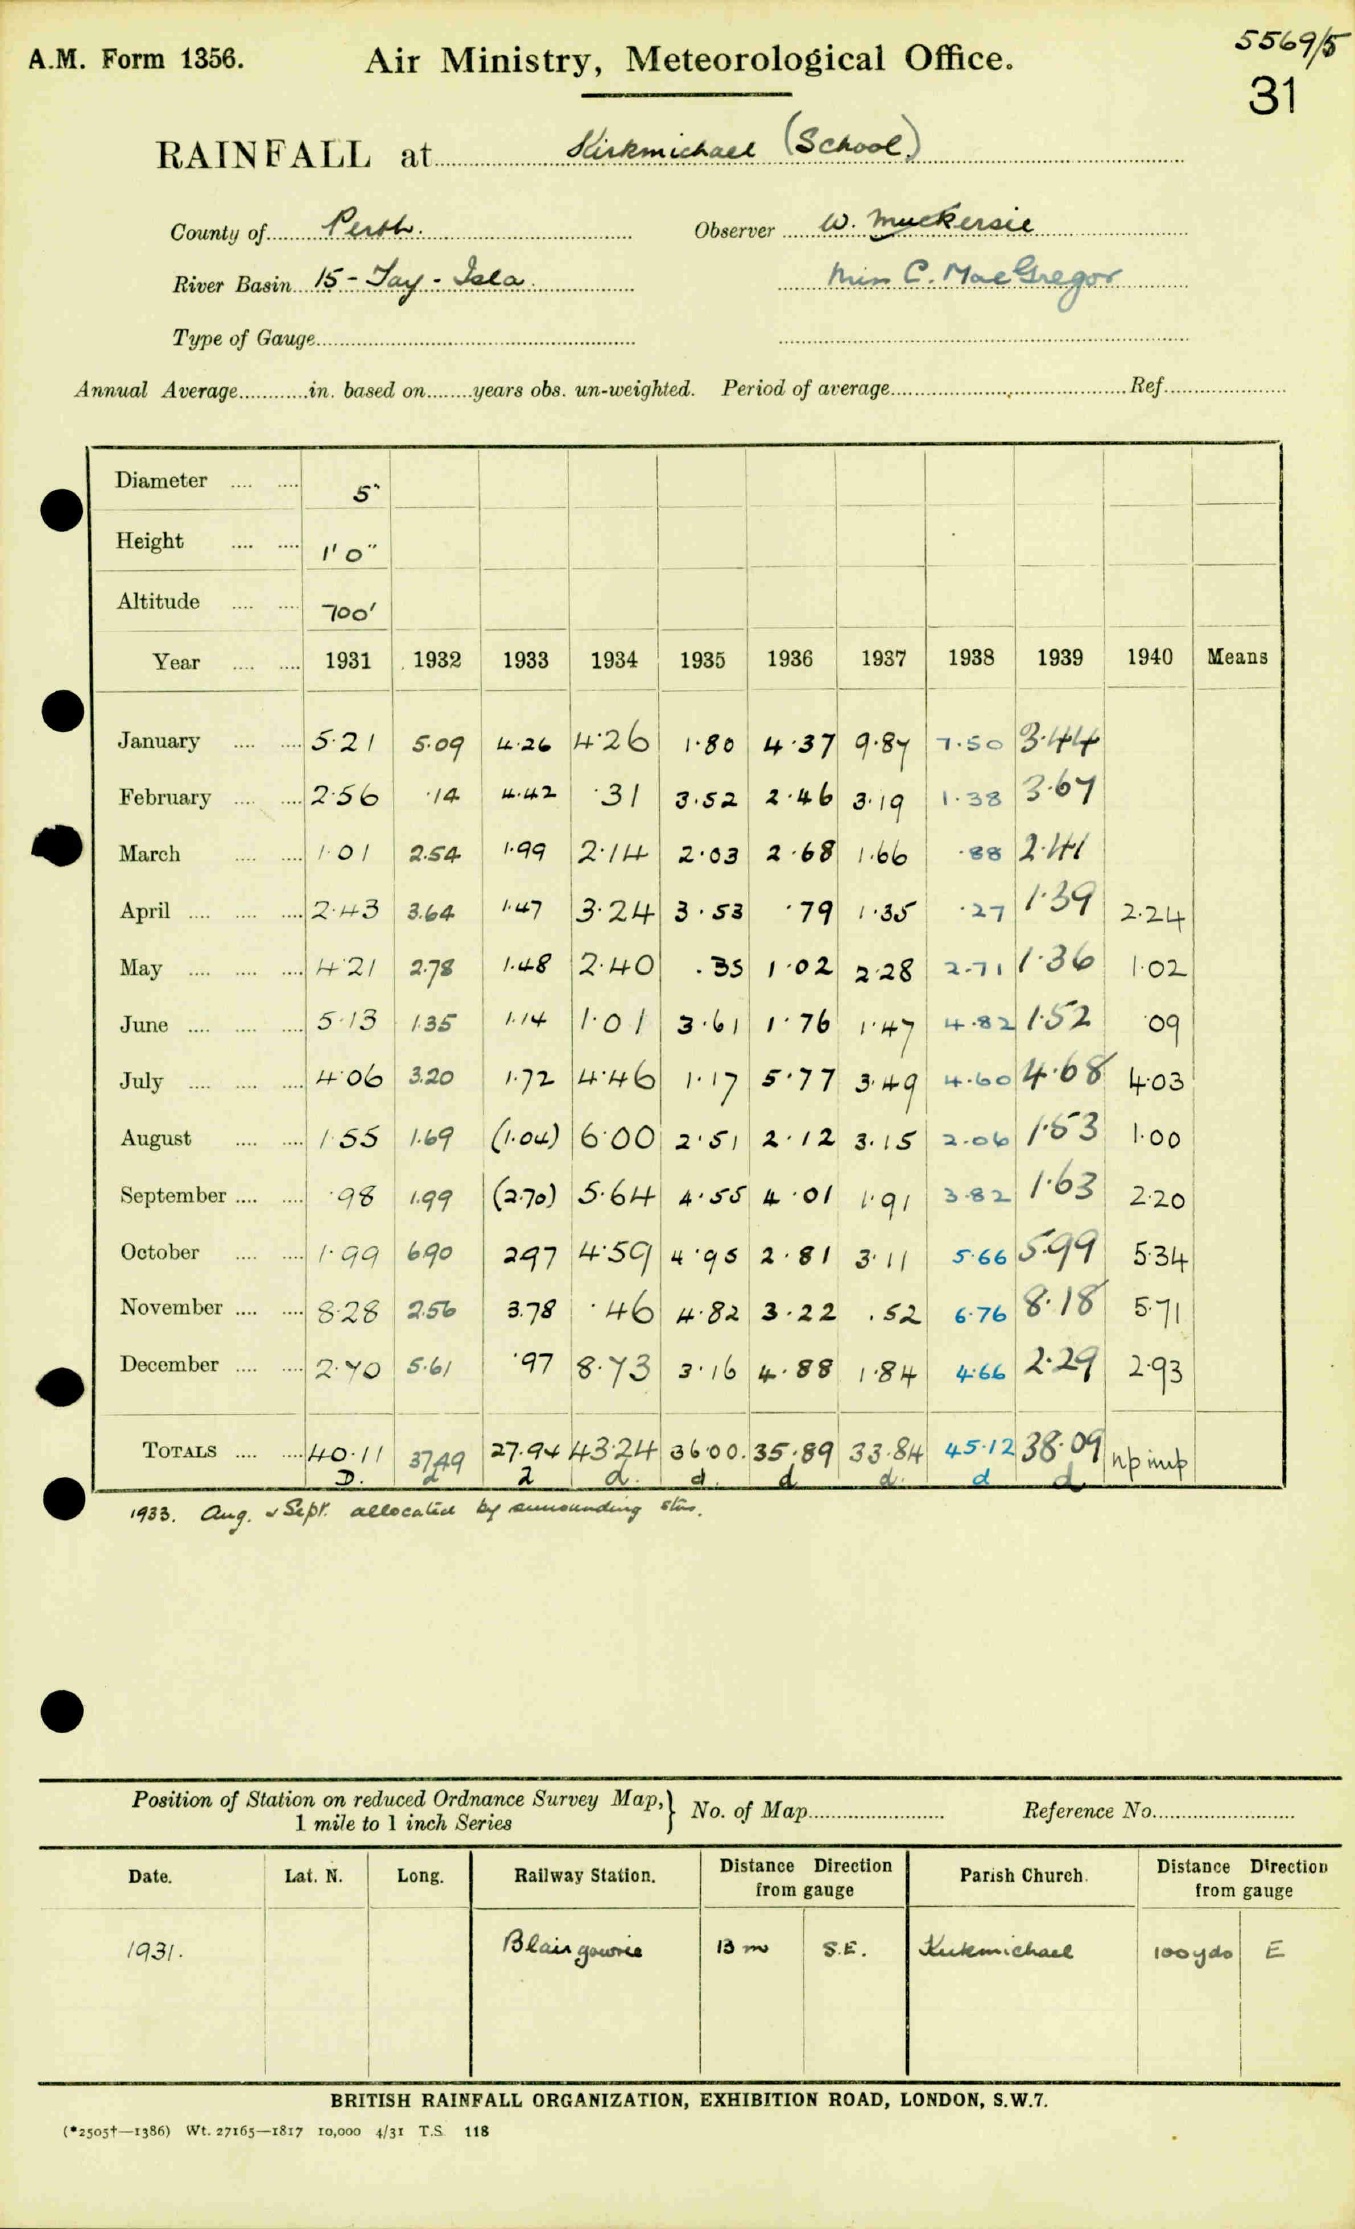 A.M. Form 1356.
Air Ministry, Meteorological Office.
5569/5
31
RAINFALL at Kirkmichael (School)
County of Perth. Observer W. Muckersie
River Basin 15 - Tay - Isla. Miss C. MacGregor
Type of Gauge
Annual Average in. based on years obs. un-weighted. Period of average Ref.
Diameter 5"
Height 1' 0"
Altitude 700'
Year 1931 1932 1933 1934 1935 1936 1937 1938 1939 1940 Means
January 5.21 5.09 4.26 4.26 1.80 4.37 9.87 7.50 3.44
February 2.56 .14 4.42 .31 3.52 2.46 3.19 1.38 3.67
March 1.01 2.54 1.99 2.14 2.03 2.68 1.66 .88 2.41
April 2.43 3.64 1.47 3.24 3.53 .79 1.35 .27 1.39 2.24
May 4.21 2.78 1.48 2.40 .35 1.02 2.28 2.71 1.36 1.02
June 5.13 1.35 1.14 1.01 3.61 1.76 1.47 4.82 1.52 .09
July 4.06 3.20 1.72 4.46 1.17 5.77 3.49 4.60 4.68 4.03
August 1.55 1.69 (1.04) 6.00 2.51 2.12 3.15 2.06 1.53 1.00
September .98 1.99 (2.70) 5.64 4.55 4.01 1.91 3.82 1.63 2.20
October 1.99 6.90 2.97 4.59 4.95 2.81 3.11 5.66 5.99 5.34
November 8.28 2.56 3.78 .46 4.82 3.22 .52 6.76 8.18 5.71
December 2.70 5.61 .97 8.73 3.16 4.88 1.84 4.66 2.29 2.93
TOTALS 40.11 37.49 27.94 43.24 36.00 35.89 33.84 45.12 38.09 np imp
D. d d d d d d d
1933. Aug. & Sept. allocated by surrounding stns.
Position of Station on reduced Ordnance Survey Map,
1 mile to 1 inch Series
} No. of Map Reference No.
Date. Lat. N. Long. Railway Station. Distance Direction from gauge Parish Church. Distance Direction from gauge
1931. Blairgowrie 13 m S.E. Kirkmichael 100 yds E
BRITISH RAINFALL ORGANIZATION, EXHIBITION ROAD, LONDON, S.W.7.
(*2505†—1386) Wt. 27165—1817 10,000 4/31 T.S. 118